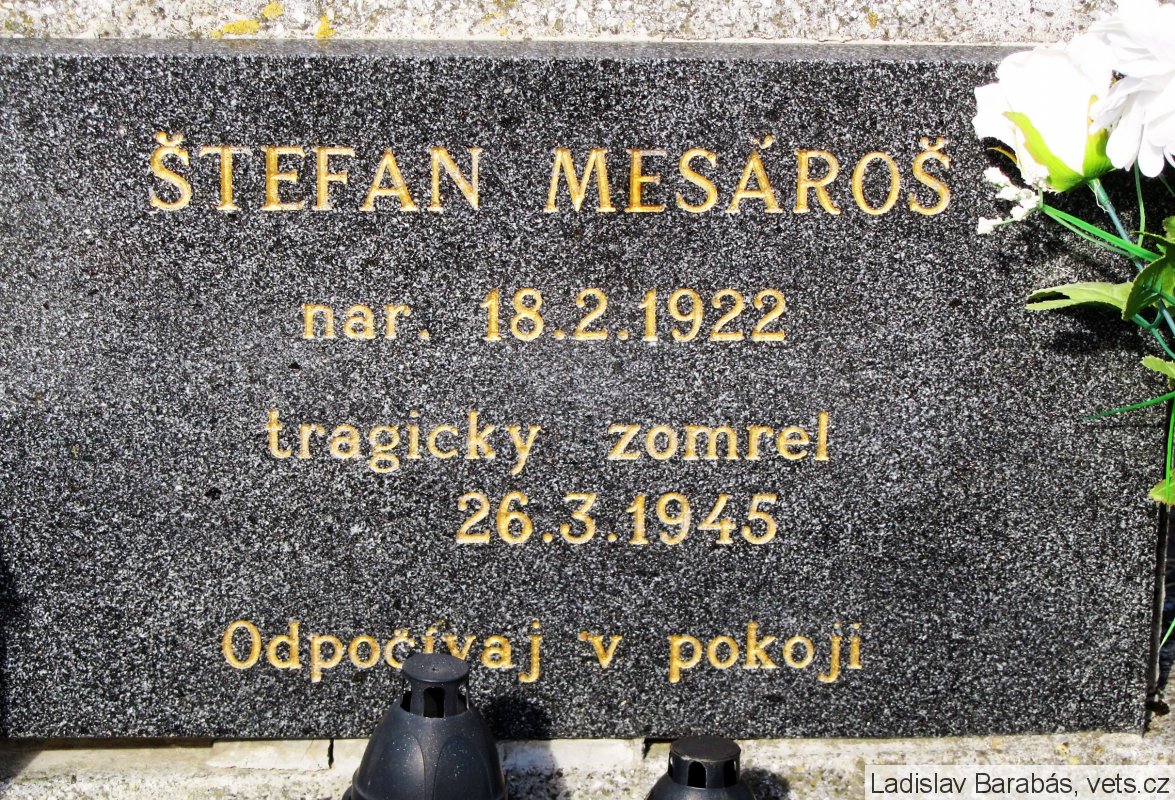 ŠTEFAN MESÁROŠ
nar. 18.2.1922
tragicky zomrel
26.3.1945
Odpočívaj v pokoji
Ladislav Barabás, vets.cz